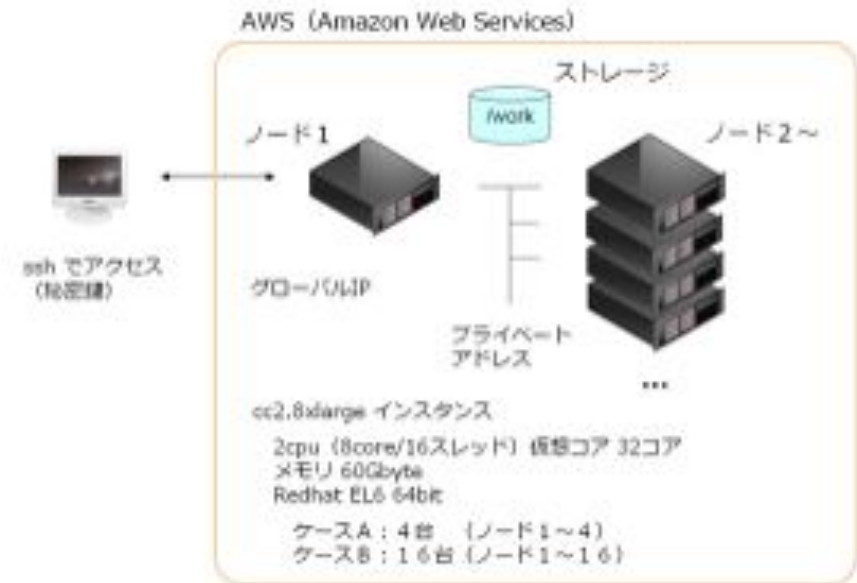 AWS（Amazon Web Services）
ストレージ
/work
ノード1
ノード2～
ssh でアクセス
（秘密鍵）
グローバルIP
プライベート
アドレス
...
cc2.8xlarge インスタンス
2cpu（8core/16スレッド）仮想コア 32コア
メモリ 60Gbyte
Redhat EL6 64bit
ケースA：4台 （ノード1～4）
ケースB：16台（ノード1～16）